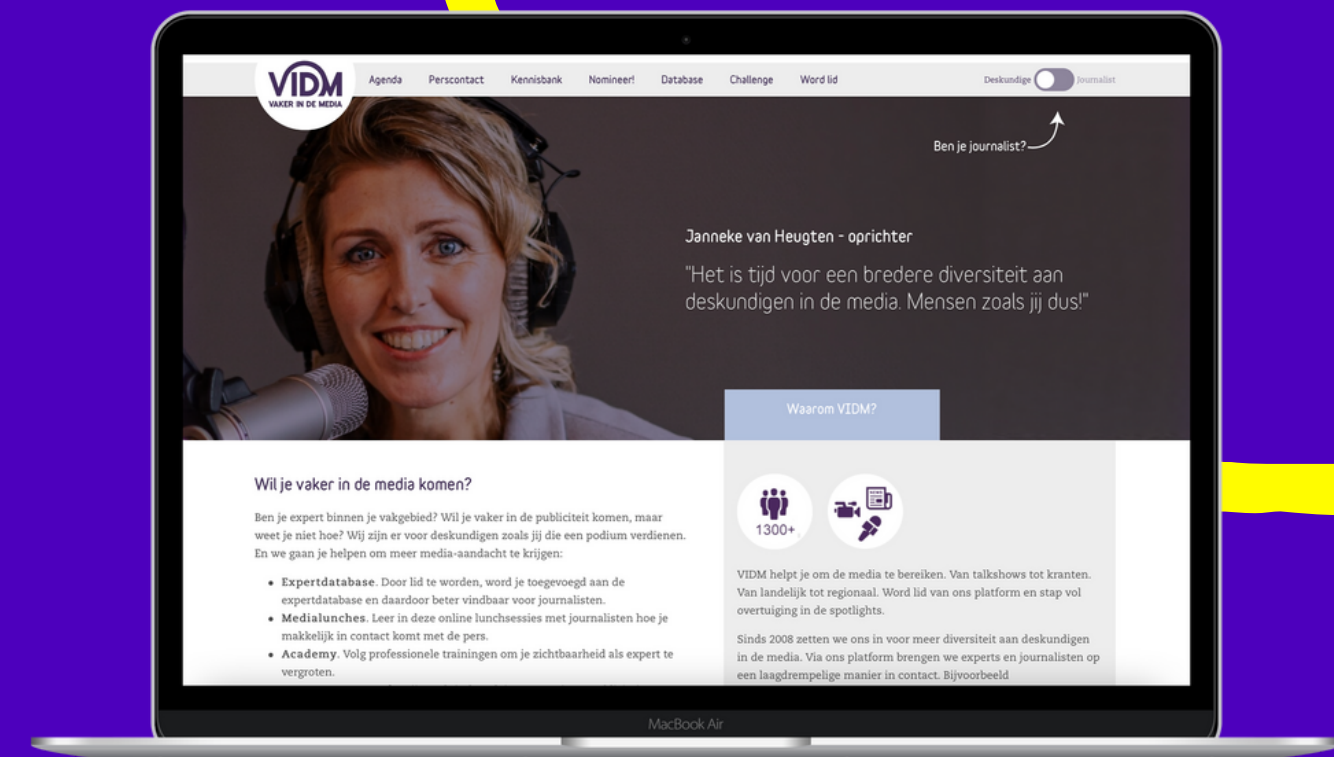 VIDM
VAKER IN DE MEDIA
Agenda
Perscontact
Kennisbank
Nomineer!
Database
Challenge
Word lid
Deskundige
Journalist
Ben je journalist?
Janneke van Heugten - oprichter
"Het is tijd voor een bredere diversiteit aan
deskundigen in de media. Mensen zoals jij dus!"
Waarom VIDM?
Wil je vaker in de media komen?
Ben je expert binnen je vakgebied? Wil je vaker in de publiciteit komen, maar
weet je niet hoe? Wij zijn er voor deskundigen zoals jij die een podium verdienen.
En we gaan je helpen om meer media-aandacht te krijgen:
• Expertdatabase. Door lid te worden, word je toegevoegd aan de
expertdatabase en daardoor beter vindbaar voor journalisten.
• Medialunches. Leer in deze online lunchsessies met journalisten hoe je
makkelijk in contact komt met de pers.
• Academy. Volg professionele trainingen om je zichtbaarheid als expert te
vergroten.
1300+
NEWS
VIDM helpt je om de media te bereiken. Van talkshows tot kranten.
Van landelijk tot regionaal. Word lid van ons platform en stap vol
overtuiging in de spotlights.
Sinds 2008 zetten we ons in voor meer diversiteit aan deskundigen
in de media. Via ons platform brengen we experts en journalisten op
een laagdrempelige manier in contact. Bijvoorbeeld
MacBook Air